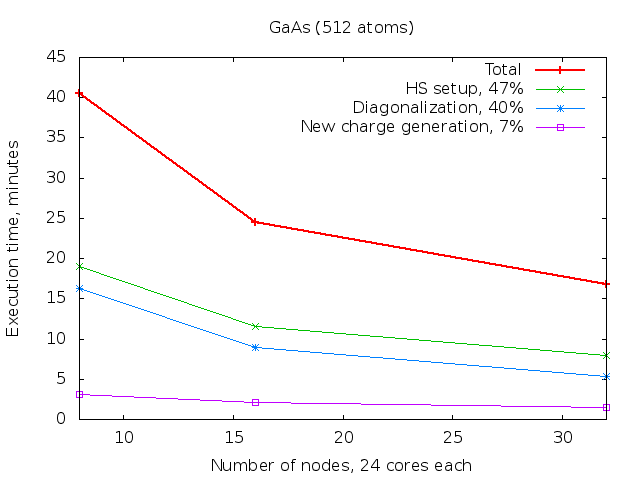 GaAs (512 atoms)
Total
HS setup, 47%
Diagonalization, 40%
New charge generation, 7%
Execution time, minutes
45
40
35
30
25
20
15
10
5
0
10 15 20 25 30
Number of nodes, 24 cores each